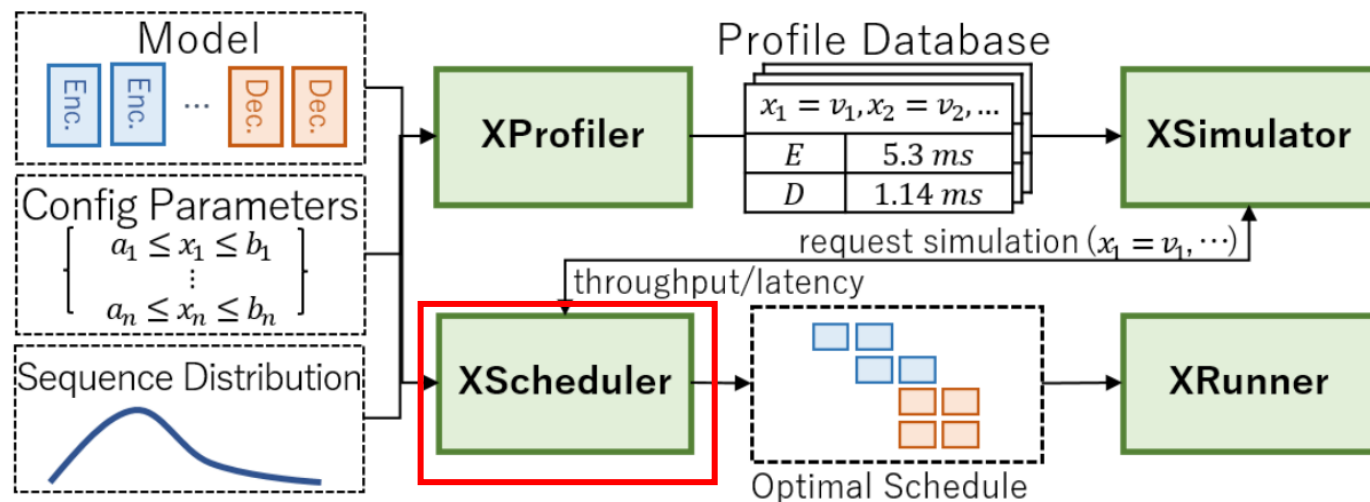 Model
Enc.
Enc.
...
Dec.
Dec.
Config Parameters
a₁ ≤ x₁ ≤ b₁
⋮
aₙ ≤ xₙ ≤ bₙ
Sequence Distribution
XProfiler
Profile Database
x₁ = v₁, x₂ = v₂, ...
E 5.3 ms
D 1.14 ms
XSimulator
request simulation (x₁ = v₁, ⋯)
throughput/latency
XScheduler
Optimal Schedule
XRunner